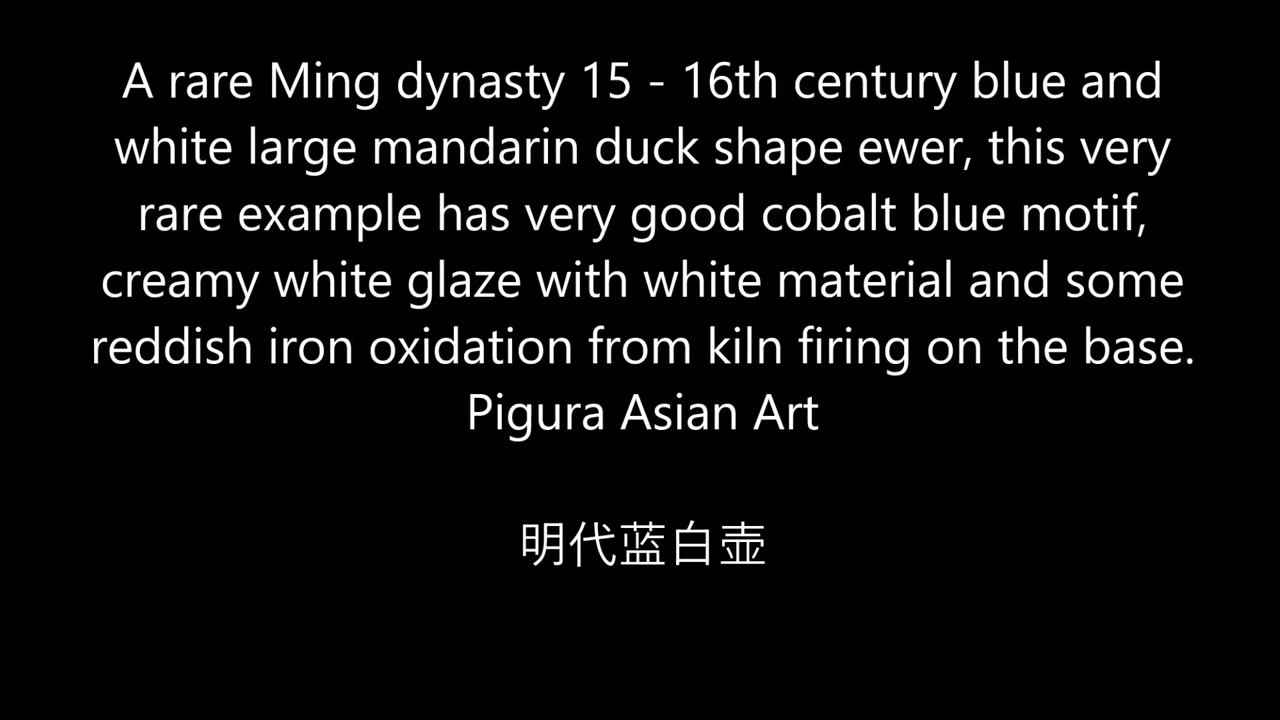 A rare Ming dynasty 15 - 16th century blue and
white large mandarin duck shape ewer, this very
rare example has very good cobalt blue motif,
creamy white glaze with white material and some
reddish iron oxidation from kiln firing on the base.
Pigura Asian Art
明代蓝白壶